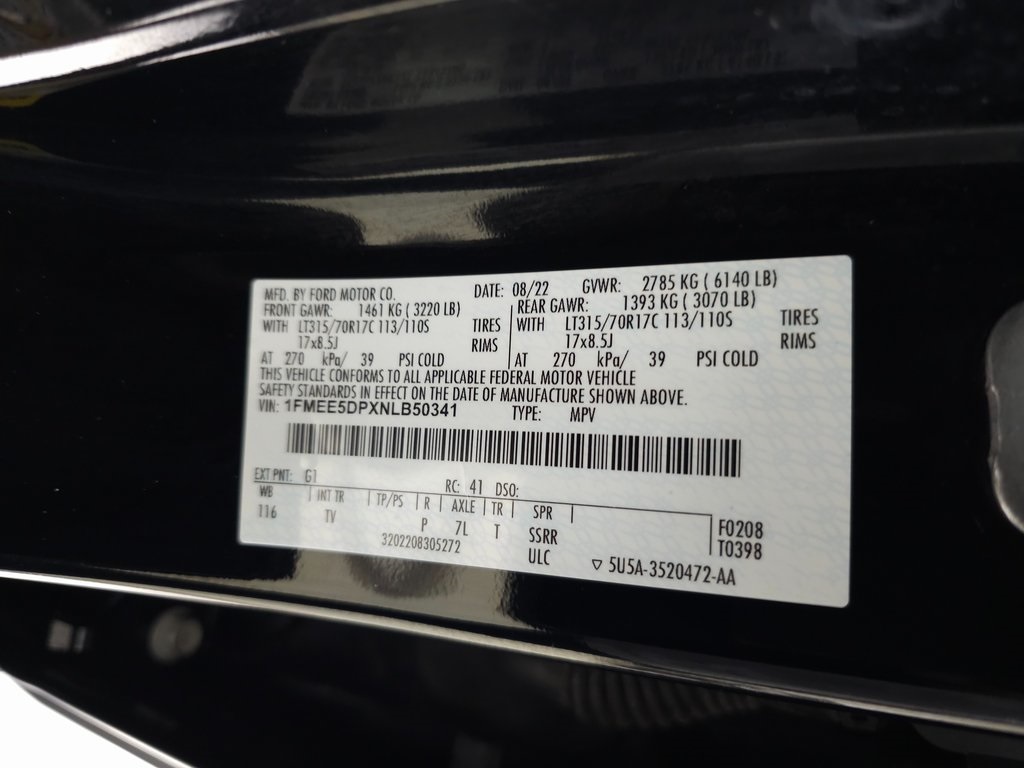 MFD. BY FORD MOTOR CO. DATE: 08/22 GVWR: 2785 KG ( 6140 LB)
FRONT GAWR: 1461 KG ( 3220 LB) REAR GAWR: 1393 KG ( 3070 LB)
WITH LT315/70R17C 113/110S TIRES WITH LT315/70R17C 113/110S TIRES
17x8.5J RIMS 17x8.5J RIMS
AT 270 kPa/ 39 PSI COLD AT 270 kPa/ 39 PSI COLD
THIS VEHICLE CONFORMS TO ALL APPLICABLE FEDERAL MOTOR VEHICLE
SAFETY STANDARDS IN EFFECT ON THE DATE OF MANUFACTURE SHOWN ABOVE.
VIN: 1FMEE5DPXNLB50341 TYPE: MPV
EXT PNT: G1 RC: 41 DSO:
WB INT TR TP/PS R AXLE TR SPR F0208
116 TV P 7L T SSRR T0398
3202208305272 ULC 5U5A-3520472-AA